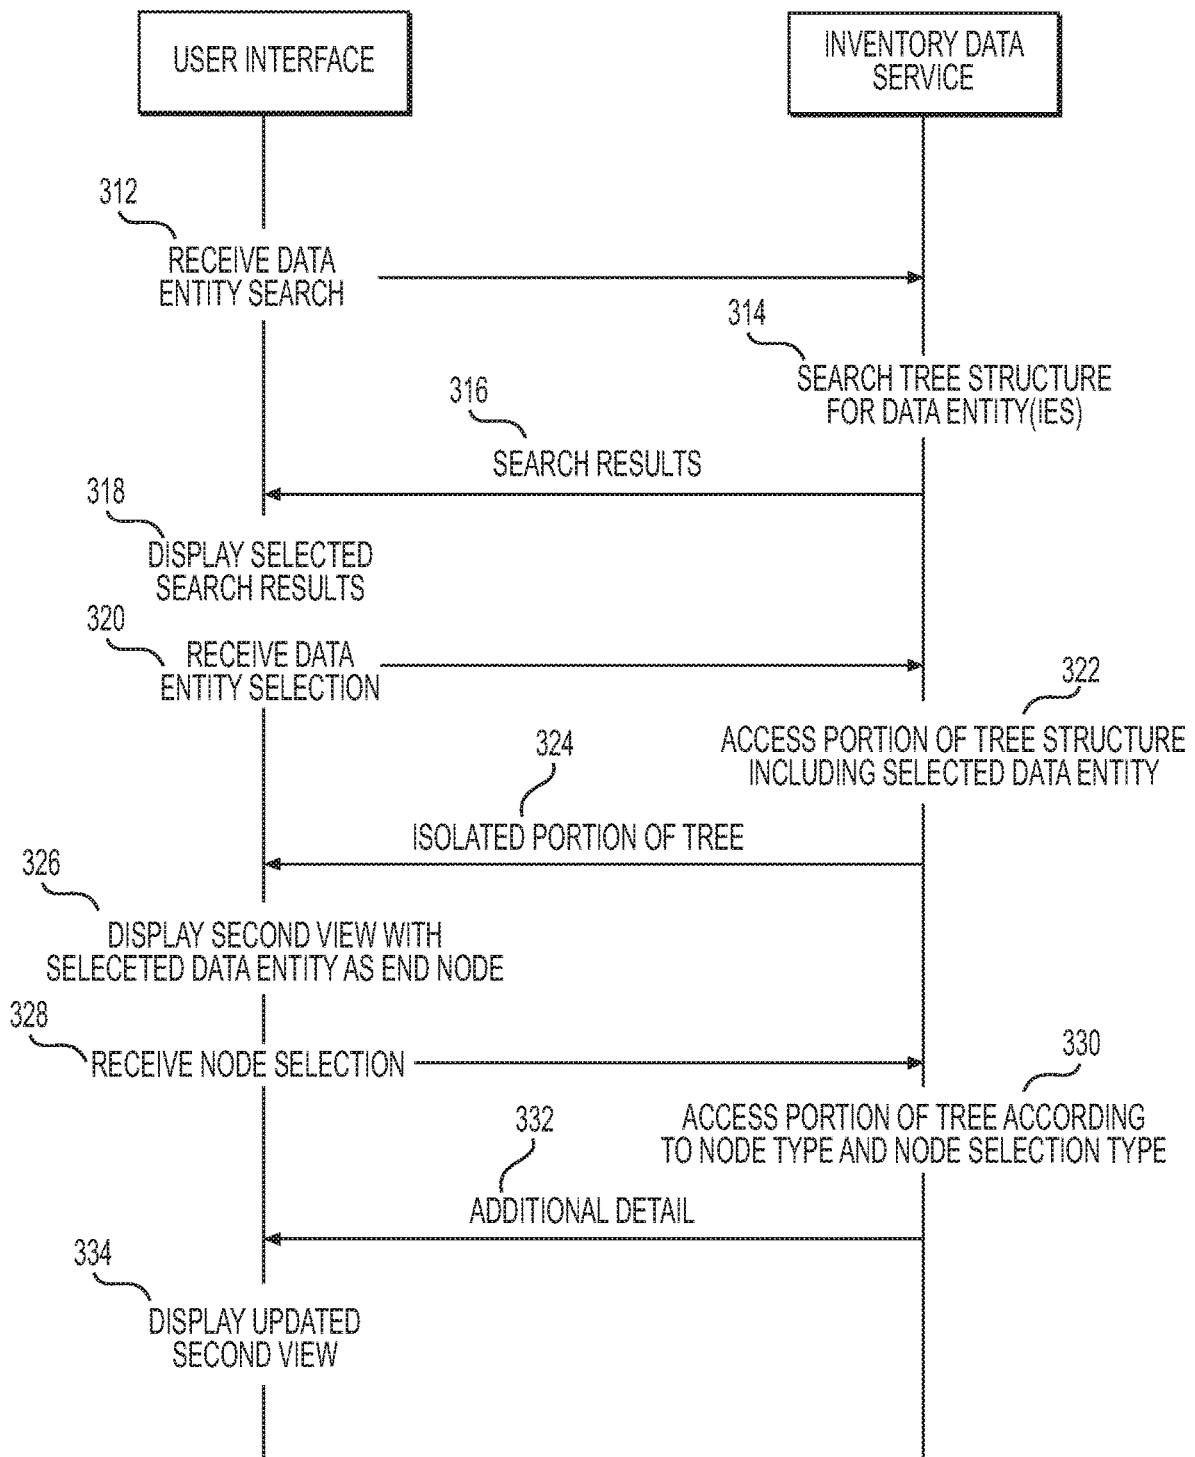 USER INTERFACE
INVENTORY DATA
SERVICE
312
RECEIVE DATA
ENTITY SEARCH
314
SEARCH TREE STRUCTURE
FOR DATA ENTITY(IES)
316
SEARCH RESULTS
318
DISPLAY SELECTED
SEARCH RESULTS
320
RECEIVE DATA
ENTITY SELECTION
322
ACCESS PORTION OF TREE STRUCTURE
INCLUDING SELECTED DATA ENTITY
324
ISOLATED PORTION OF TREE
326
DISPLAY SECOND VIEW WITH
SELECETED DATA ENTITY AS END NODE
328
RECEIVE NODE SELECTION
330
ACCESS PORTION OF TREE ACCORDING
TO NODE TYPE AND NODE SELECTION TYPE
332
ADDITIONAL DETAIL
334
DISPLAY UPDATED
SECOND VIEW